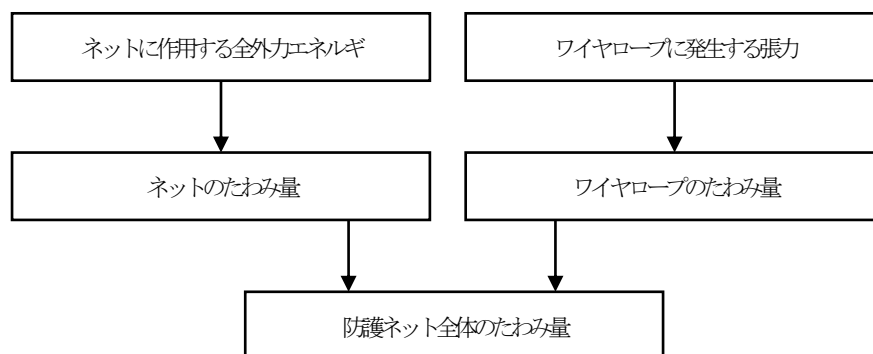 ネットに作用する全外力エネルギ
ワイヤロープに発生する張力
ネットのたわみ量
ワイヤロープのたわみ量
防護ネット全体のたわみ量